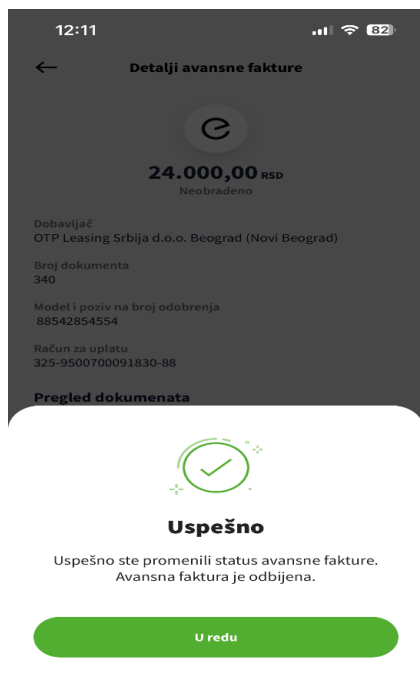 12:11
82
Detalji avansne fakture
24.000,00 RSD
Neobrađeno
Dobavljač
OTP Leasing Srbija d.o.o. Beograd (Novi Beograd)
Broj dokumenta
340
Model i poziv na broj odobrenja
88542854554
Račun za uplatu
325-9500700091830-88
Pregled dokumenata
Uspešno
Uspešno ste promenili status avansne fakture.
Avansna faktura je odbijena.
U redu